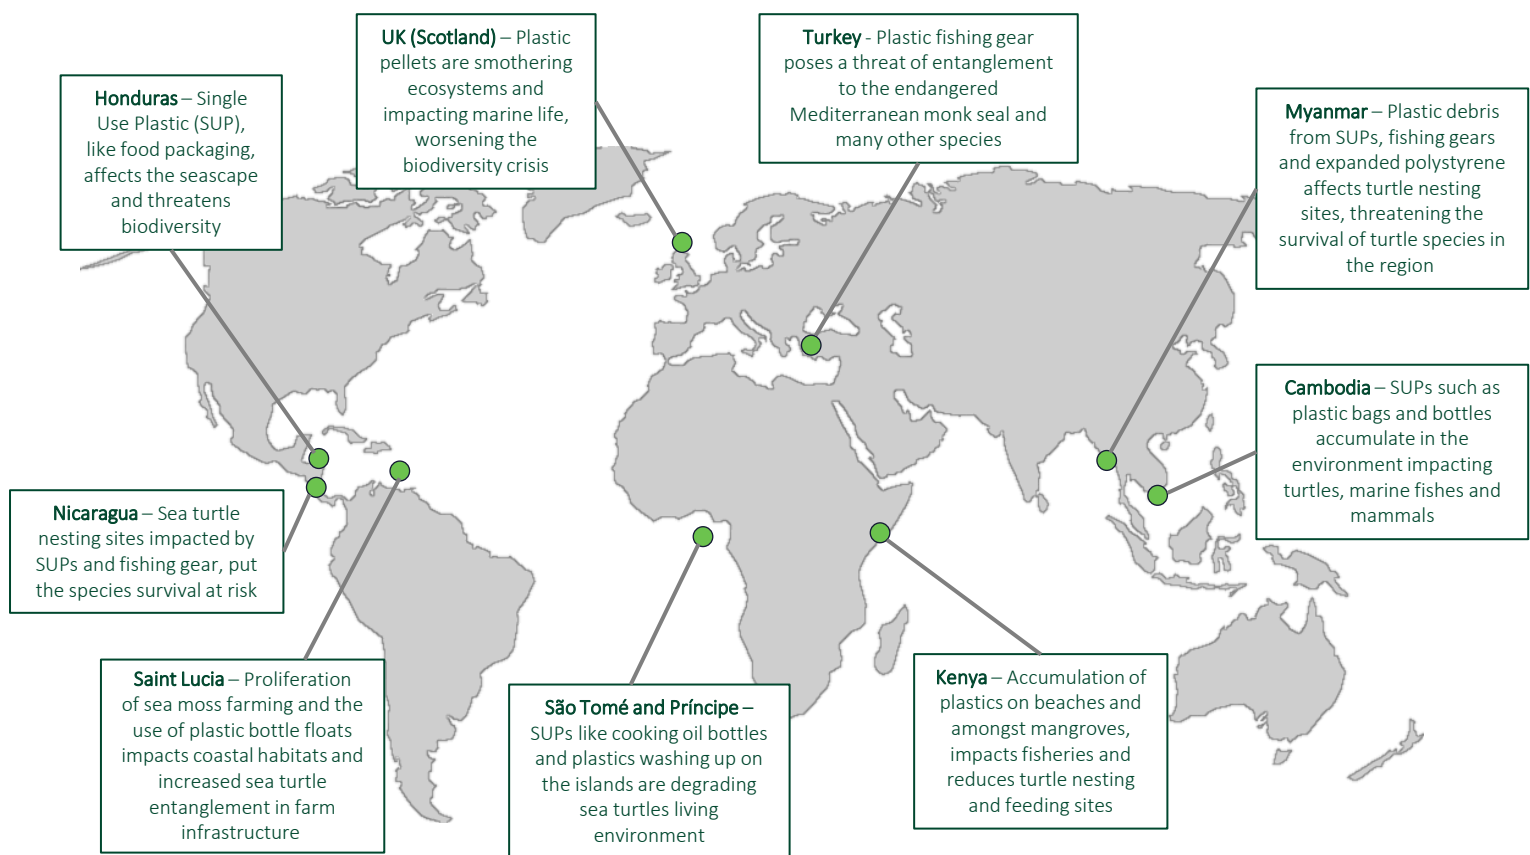 UK (Scotland) – Plastic
pellets are smothering
ecosystems and
impacting marine life,
worsening the
biodiversity crisis
Turkey - Plastic fishing gear
poses a threat of entanglement
to the endangered
Mediterranean monk seal and
many other species
Honduras – Single
Use Plastic (SUP),
like food packaging,
affects the seascape
and threatens
biodiversity
Myanmar – Plastic debris
from SUPs, fishing gears
and expanded polystyrene
affects turtle nesting
sites, threatening the
survival of turtle species in
the region
Cambodia – SUPs such as
plastic bags and bottles
accumulate in the
environment impacting
turtles, marine fishes and
mammals
Nicaragua – Sea turtle
nesting sites impacted by
SUPs and fishing gear, put
the species survival at risk
Saint Lucia – Proliferation
of sea moss farming and the
use of plastic bottle floats
impacts coastal habitats and
increased sea turtle
entanglement in farm
infrastructure
São Tomé and Príncipe –
SUPs like cooking oil bottles
and plastics washing up on
the islands are degrading
sea turtles living
environment
Kenya – Accumulation of
plastics on beaches and
amongst mangroves,
impacts fisheries and
reduces turtle nesting
and feeding sites